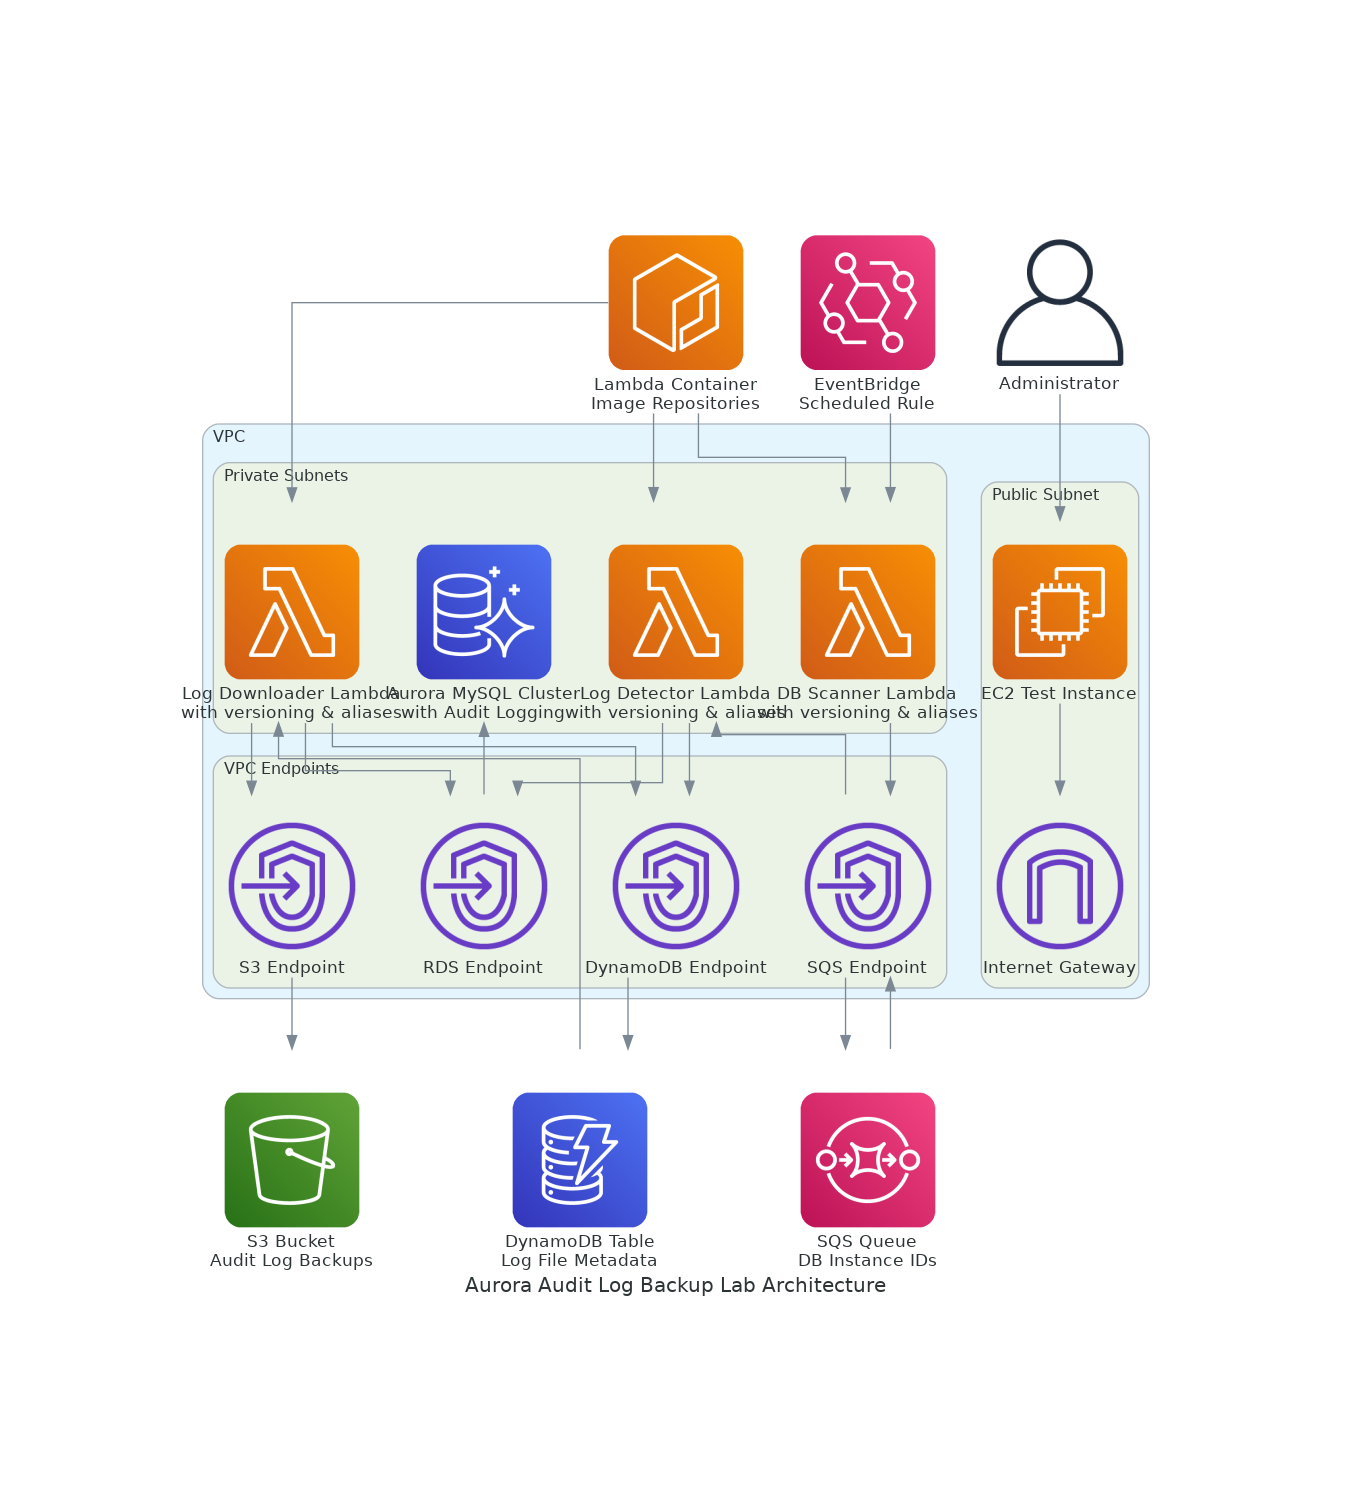 Lambda Container
Image Repositories
EventBridge
Scheduled Rule
Administrator
VPC
Private Subnets
Public Subnet
Log Downloader Lambda
with versioning & aliases
Aurora MySQL Cluster
with Audit Logging
Log Detector Lambda
with versioning & aliases
DB Scanner Lambda
with versioning & aliases
EC2 Test Instance
VPC Endpoints
S3 Endpoint
RDS Endpoint
DynamoDB Endpoint
SQS Endpoint
Internet Gateway
S3 Bucket
Audit Log Backups
DynamoDB Table
Log File Metadata
SQS Queue
DB Instance IDs
Aurora Audit Log Backup Lab Architecture